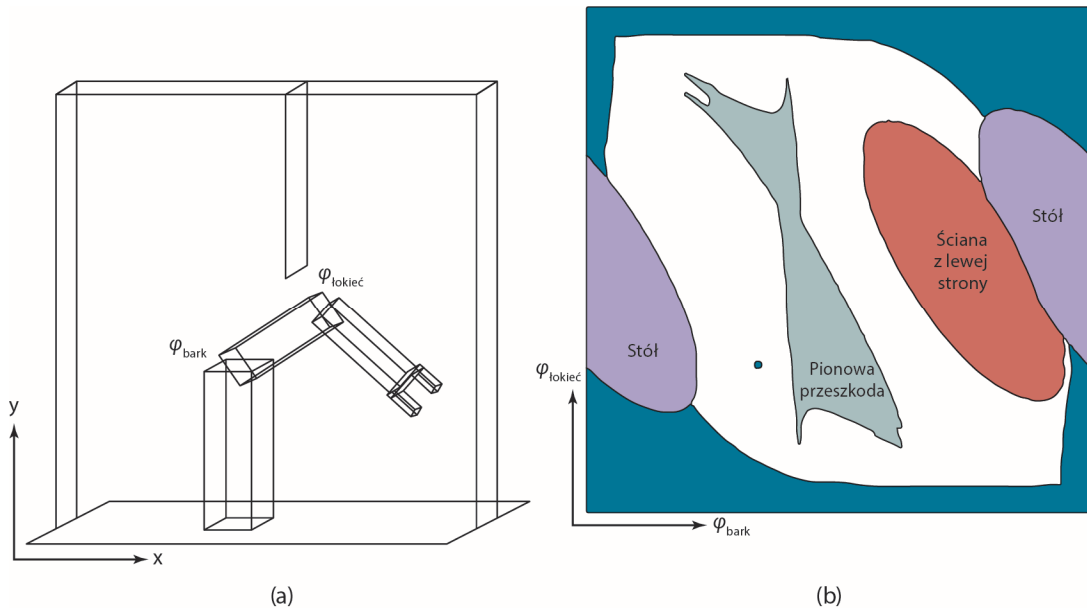 φłokieć
φbark
y
x
(a)
Stół
Ściana
z lewej
strony
Stół
Pionowa
przeszkoda
φłokieć
φbark
(b)